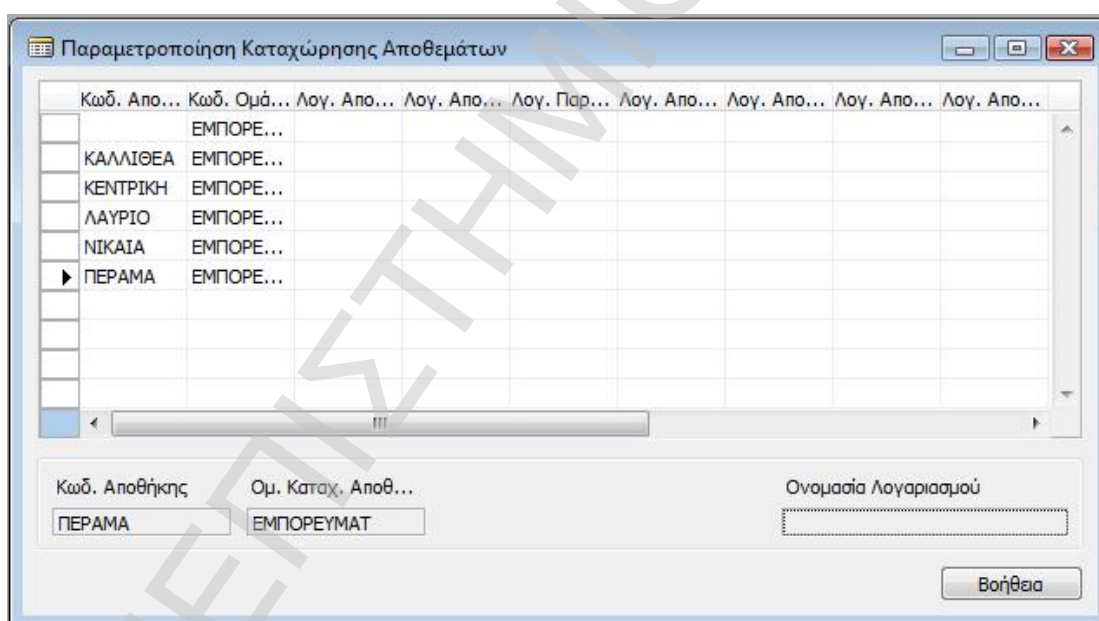 Παραμετροποίηση Καταχώρησης Αποθεμάτων
Κωδ. Απο... Κωδ. Ομά... Λογ. Απο... Λογ. Απο... Λογ. Παρ... Λογ. Απο... Λογ. Απο... Λογ. Απο... Λογ. Απο...
ΕΜΠΟΡΕ...
ΚΑΛΛΙΘΕΑ ΕΜΠΟΡΕ...
ΚΕΝΤΡΙΚΗ ΕΜΠΟΡΕ...
ΛΑΥΡΙΟ ΕΜΠΟΡΕ...
ΝΙΚΑΙΑ ΕΜΠΟΡΕ...
ΠΕΡΑΜΑ ΕΜΠΟΡΕ...
Κωδ. Αποθήκης Ομ. Καταχ. Αποθ... Ονομασία Λογαριασμού
ΠΕΡΑΜΑ ΕΜΠΟΡΕΥΜΑΤ
Βοήθεια